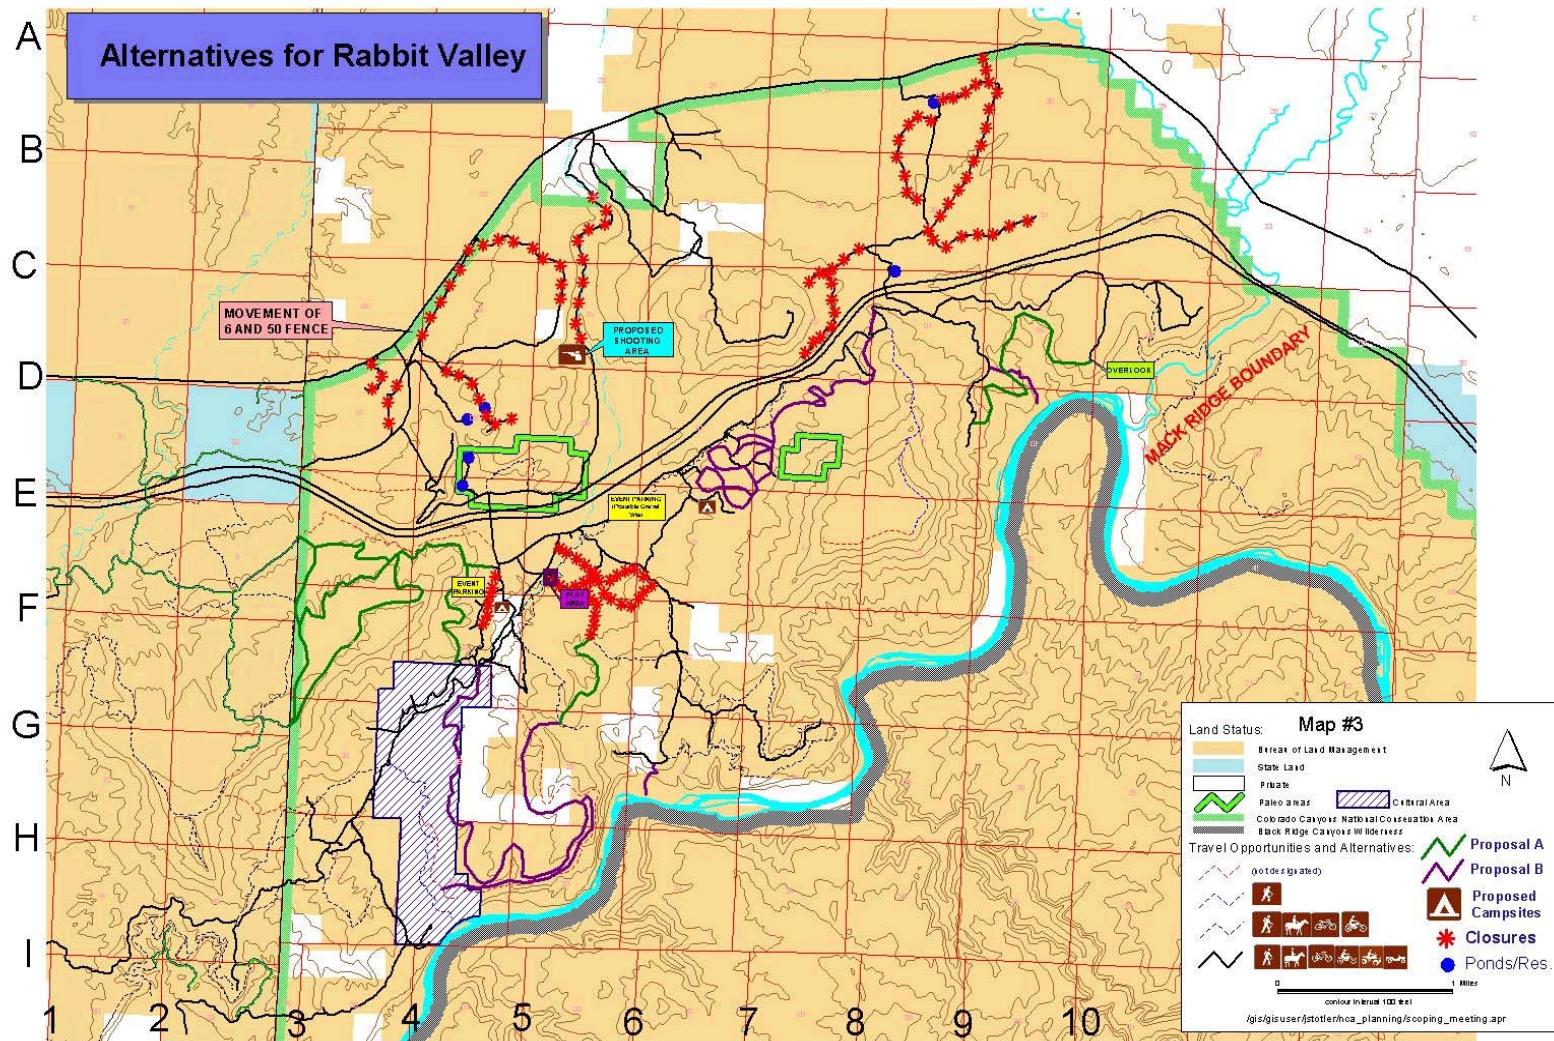 Alternatives for Rabbit Valley
A
B
C
D
E
F
G
H
I
MOVEMENT OF
6 AND 50 FENCE
PROPOSED
SHOOTING
AREA
OVERLOOK
MACK RIDGE BOUNDARY
EVENT PARKING
EVENT
PARKING
PLAY
AREA
1 2 3 4 5 6 7 8 9 10
Map #3
Land Status:
Bureau of Land Management
State Land
Private
Paleo areas
Cultural Area
Colorado Canyons National Consevation Area
Black Ridge Canyons Wilderness
Travel Opportunities and Alternatives:
(not designated)
Proposal A
Proposal B
Proposed
Campsites
Closures
Ponds/Res.
N
0 1 Miles
contour interval 100 feet
/gis/gisuser/jstotler/nca_planning/scoping_meeting.apr